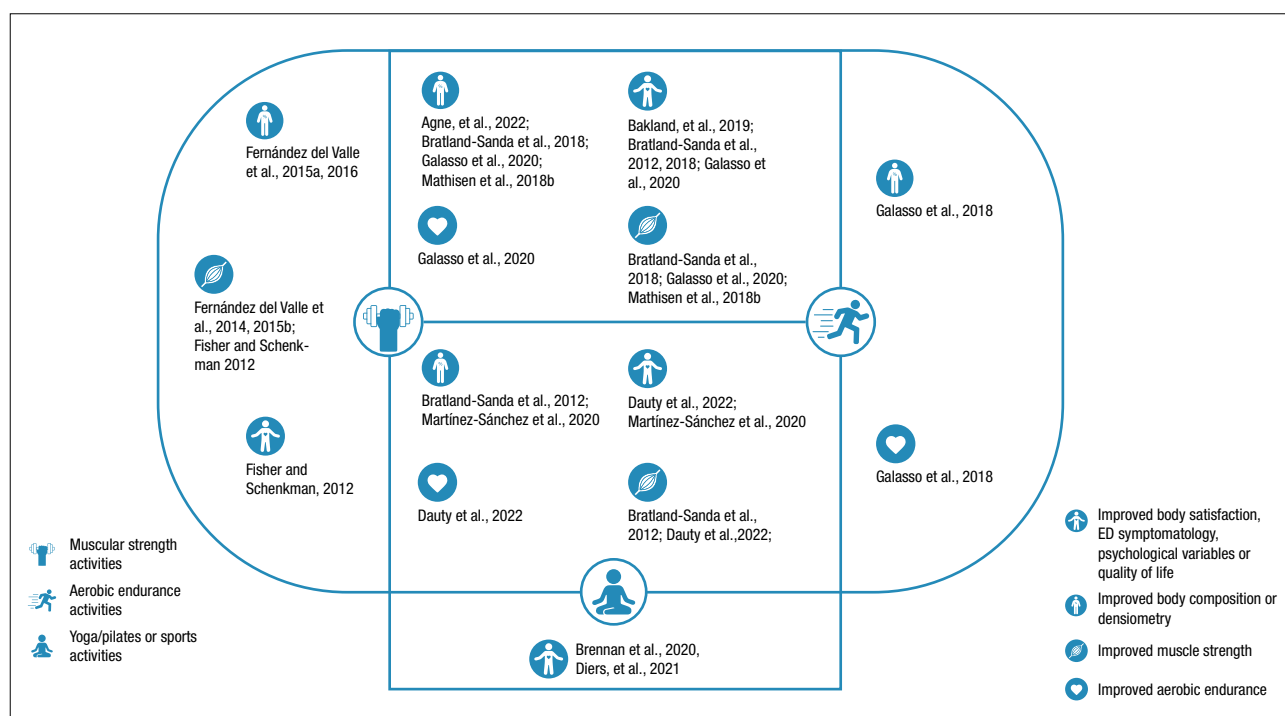 Fernández del Valle
et al., 2015a, 2016
Fernández del Valle et
al., 2014, 2015b;
Fisher and Schenk-
man 2012
Fisher and
Schenkman, 2012
Agne, et al., 2022;
Bratland-Sanda et al., 2018;
Galasso et al., 2020;
Mathisen et al., 2018b
Bakland, et al., 2019;
Bratland-Sanda et al.,
2012, 2018; Galasso et
al., 2020
Galasso et al., 2020
Bratland-Sanda et al.,
2018; Galasso et al., 2020;
Mathisen et al., 2018b
Bratland-Sanda et al., 2012;
Martínez-Sánchez et al., 2020
Dauty et al., 2022;
Martínez-Sánchez et al., 2020
Dauty et al., 2022
Bratland-Sanda et al.,
2012; Dauty et al.,2022;
Brennan et al., 2020,
Diers, et al., 2021
Galasso et al., 2018
Galasso et al., 2018
Muscular strength
activities
Aerobic endurance
activities
Yoga/pilates or sports
activities
Improved body satisfaction,
ED symptomatology,
psychological variables or
quality of life
Improved body composition or
densiometry
Improved muscle strength
Improved aerobic endurance